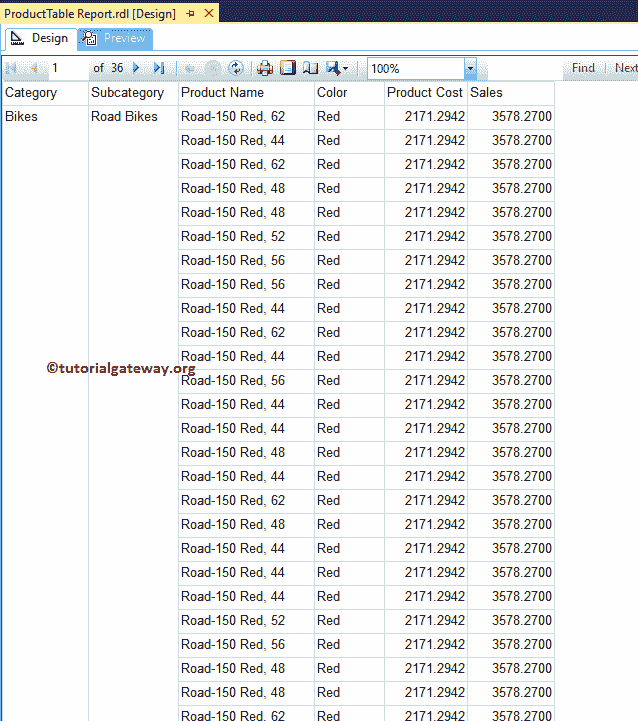 ProductTable Report.rdl [Design]
Design Preview
1 of 36 100% Find Next
Category Subcategory Product Name Color Product Cost Sales
Bikes Road Bikes Road-150 Red, 62 Red 2171.2942 3578.2700
Road-150 Red, 44 Red 2171.2942 3578.2700
Road-150 Red, 62 Red 2171.2942 3578.2700
Road-150 Red, 48 Red 2171.2942 3578.2700
Road-150 Red, 48 Red 2171.2942 3578.2700
Road-150 Red, 52 Red 2171.2942 3578.2700
Road-150 Red, 56 Red 2171.2942 3578.2700
Road-150 Red, 56 Red 2171.2942 3578.2700
Road-150 Red, 44 Red 2171.2942 3578.2700
Road-150 Red, 62 Red 2171.2942 3578.2700
Road-150 Red, 44 Red 2171.2942 3578.2700
©tutorialgateway.org
Road-150 Red, 56 Red 2171.2942 3578.2700
Road-150 Red, 44 Red 2171.2942 3578.2700
Road-150 Red, 44 Red 2171.2942 3578.2700
Road-150 Red, 48 Red 2171.2942 3578.2700
Road-150 Red, 44 Red 2171.2942 3578.2700
Road-150 Red, 62 Red 2171.2942 3578.2700
Road-150 Red, 48 Red 2171.2942 3578.2700
Road-150 Red, 44 Red 2171.2942 3578.2700
Road-150 Red, 44 Red 2171.2942 3578.2700
Road-150 Red, 44 Red 2171.2942 3578.2700
Road-150 Red, 52 Red 2171.2942 3578.2700
Road-150 Red, 56 Red 2171.2942 3578.2700
Road-150 Red, 48 Red 2171.2942 3578.2700
Road-150 Red, 48 Red 2171.2942 3578.2700
Road-150 Red, 62 Red 2171.2942 3578.2700